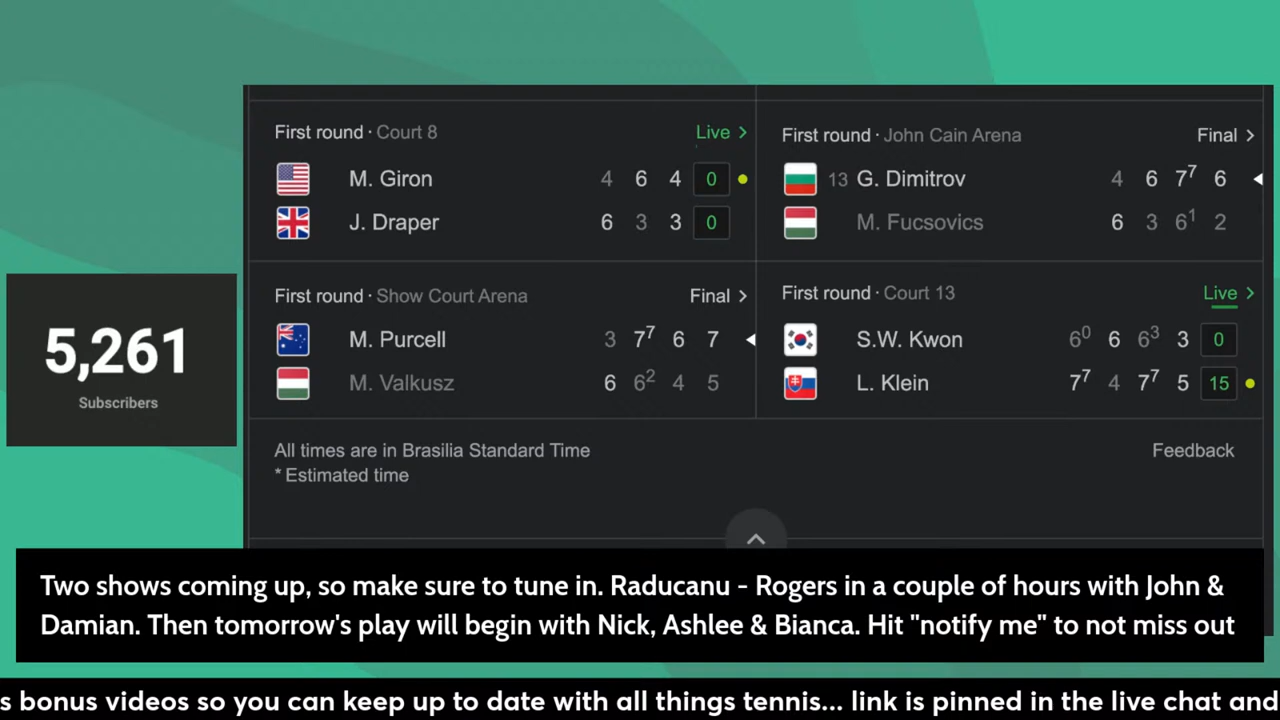 First round · Court 8 Live >
M. Giron 4 6 4 0
J. Draper 6 3 3 0
First round · John Cain Arena Final >
13 G. Dimitrov 4 6 7⁷ 6
M. Fucsovics 6 3 6¹ 2
First round · Show Court Arena Final >
M. Purcell 3 7⁷ 6 7
M. Valkusz 6 6² 4 5
First round · Court 13 Live >
S.W. Kwon 6⁰ 6 6³ 3 0
L. Klein 7⁷ 4 7⁷ 5 15
5,261
Subscribers
All times are in Brasilia Standard Time Feedback
* Estimated time
Two shows coming up, so make sure to tune in. Raducanu - Rogers in a couple of hours with John &
Damian. Then tomorrow's play will begin with Nick, Ashlee & Bianca. Hit "notify me" to not miss out
s bonus videos so you can keep up to date with all things tennis... link is pinned in the live chat and